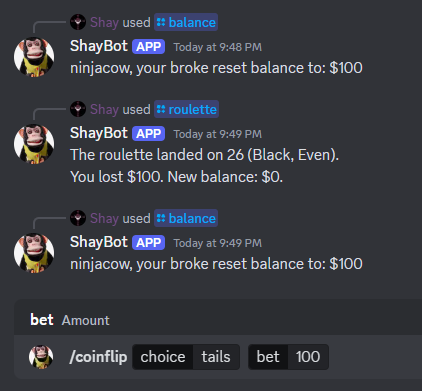 Shay used balance
ShayBot APP Today at 9:48 PM
ninjacow, your broke reset balance to: $100
Shay used roulette
ShayBot APP Today at 9:49 PM
The roulette landed on 26 (Black, Even).
You lost $100. New balance: $0.
Shay used balance
ShayBot APP Today at 9:49 PM
ninjacow, your broke reset balance to: $100
bet Amount
/coinflip choice tails bet 100